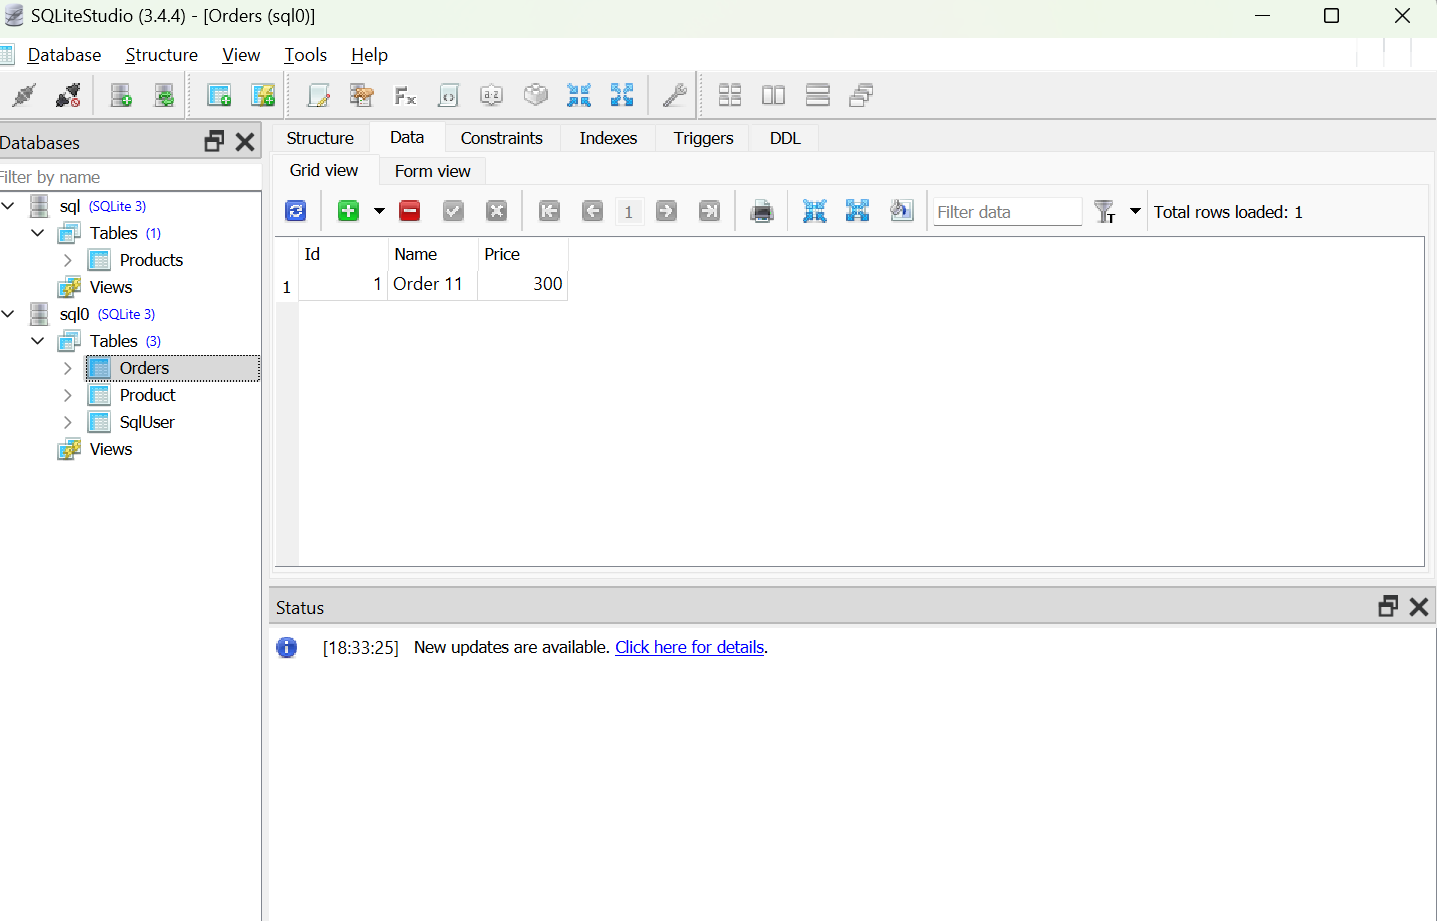 SQLiteStudio (3.4.4) - [Orders (sql0)]
Database Structure View Tools Help
Databases
Filter by name
sql (SQLite 3)
Tables (1)
Products
Views
sql0 (SQLite 3)
Tables (3)
Orders
Product
SqlUser
Views
Structure Data Constraints Indexes Triggers DDL
Grid view Form view
1 Filter data Total rows loaded: 1
Id Name Price
1 1 Order 11 300
Status
[18:33:25] New updates are available. Click here for details.